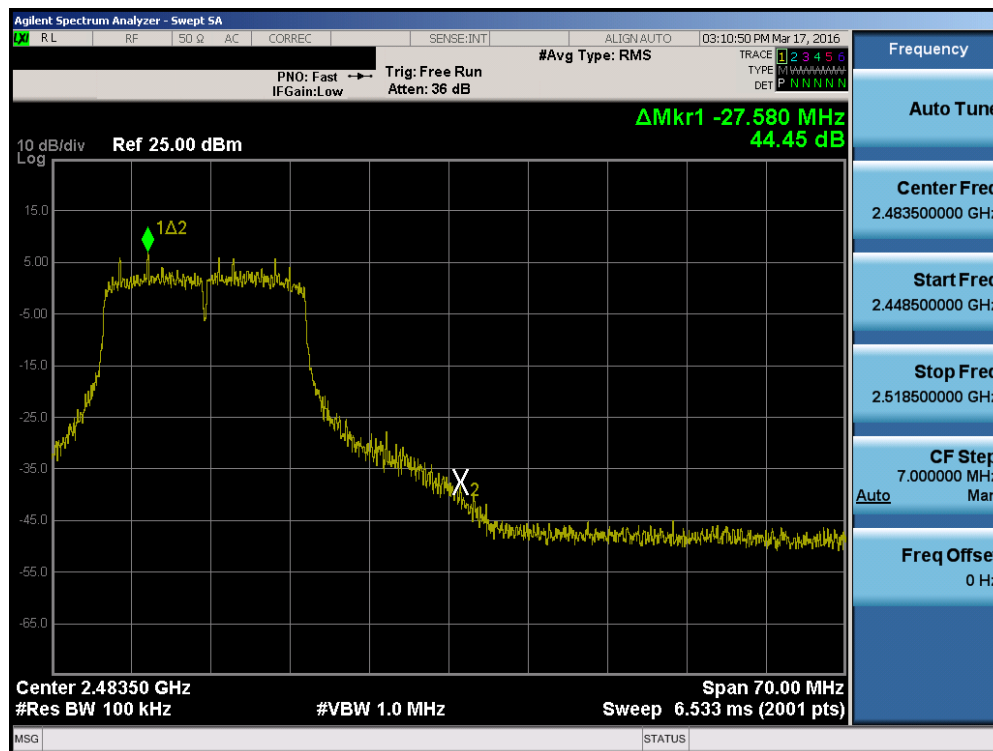 Agilent Spectrum Analyzer - Swept SA
LXI RL RF 50 Ω AC CORREC SENSE:INT ALIGN AUTO 03:10:50 PM Mar 17, 2016
Frequency
#Avg Type: RMS
TRACE 1 2 3 4 5 6
PNO: Fast Trig: Free Run
TYPE M WWWWW
IFGain:Low Atten: 36 dB
DET P N N N N N
Auto Tune
ΔMkr1 -27.580 MHz
44.45 dB
10 dB/div Ref 25.00 dBm
Log
Center Freq
2.483500000 GHz
15.0
1Δ2
5.00
Start Freq
2.448500000 GHz
-5.00
-15.0
Stop Freq
2.518500000 GHz
-25.0
-35.0
CF Step
7.000000 MHz
Auto Man
2
-45.0
Freq Offset
0 Hz
-55.0
-65.0
Center 2.48350 GHz Span 70.00 MHz
#Res BW 100 kHz #VBW 1.0 MHz Sweep 6.533 ms (2001 pts)
MSG STATUS